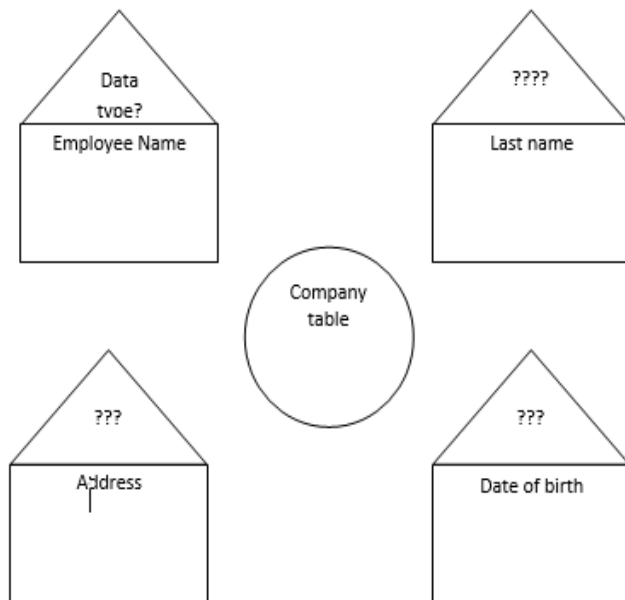 Data
type?
????
Employee Name
Last name
Company
table
???
???
Address
Date of birth